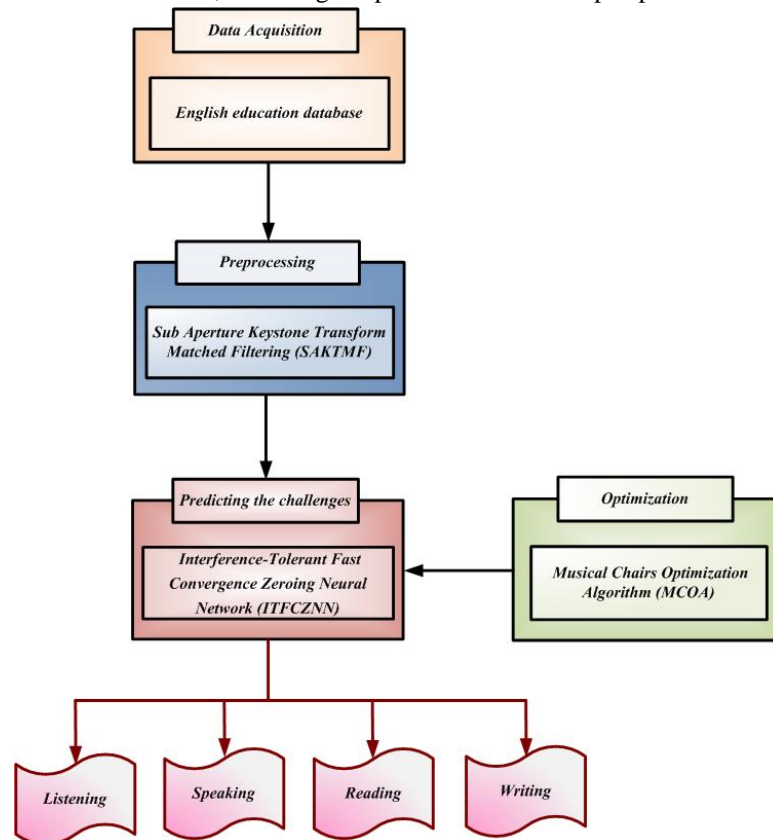 Data Acquisition
English education database
Preprocessing
Sub Aperture Keystone Transform
Matched Filtering (SAKTMF)
Predicting the challenges
Interference-Tolerant Fast
Convergence Zeroing Neural
Network (ITFCZNN)
Optimization
Musical Chairs Optimization
Algorithm (MCOA)
Listening
Speaking
Reading
Writing